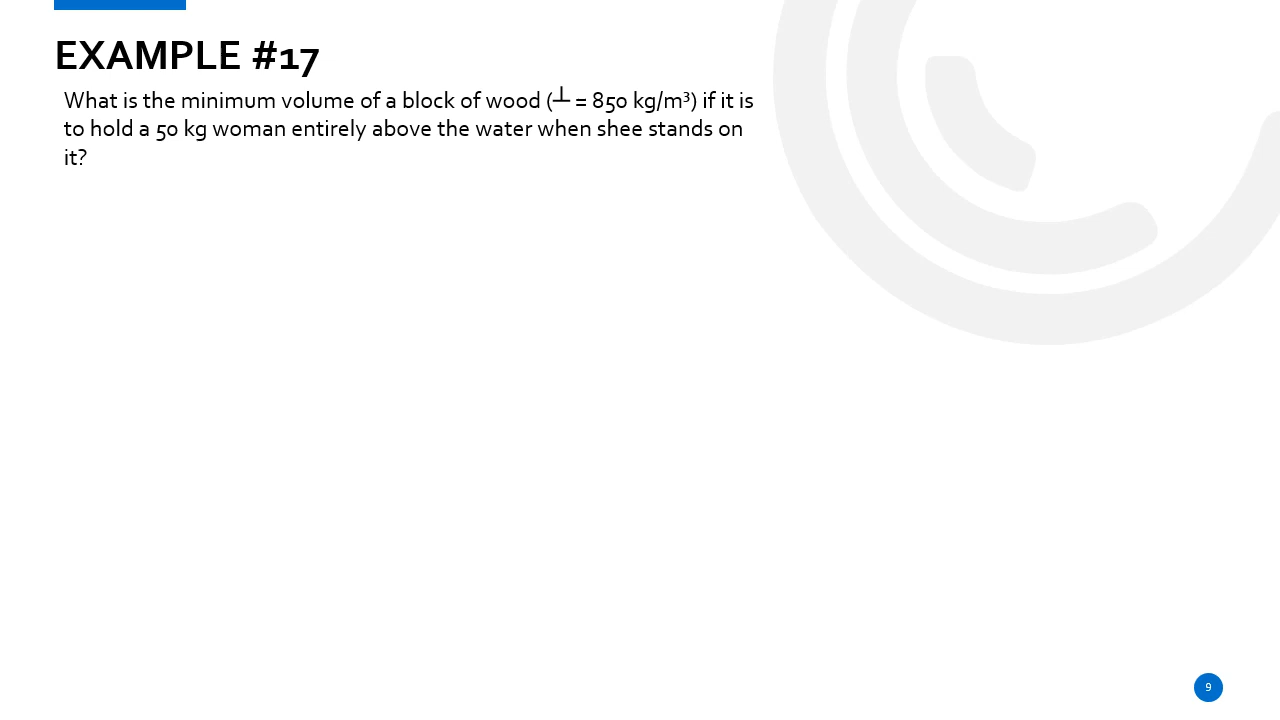 EXAMPLE #17
What is the minimum volume of a block of wood (┴ = 850 kg/m³) if it is
to hold a 50 kg woman entirely above the water when shee stands on
it?
9